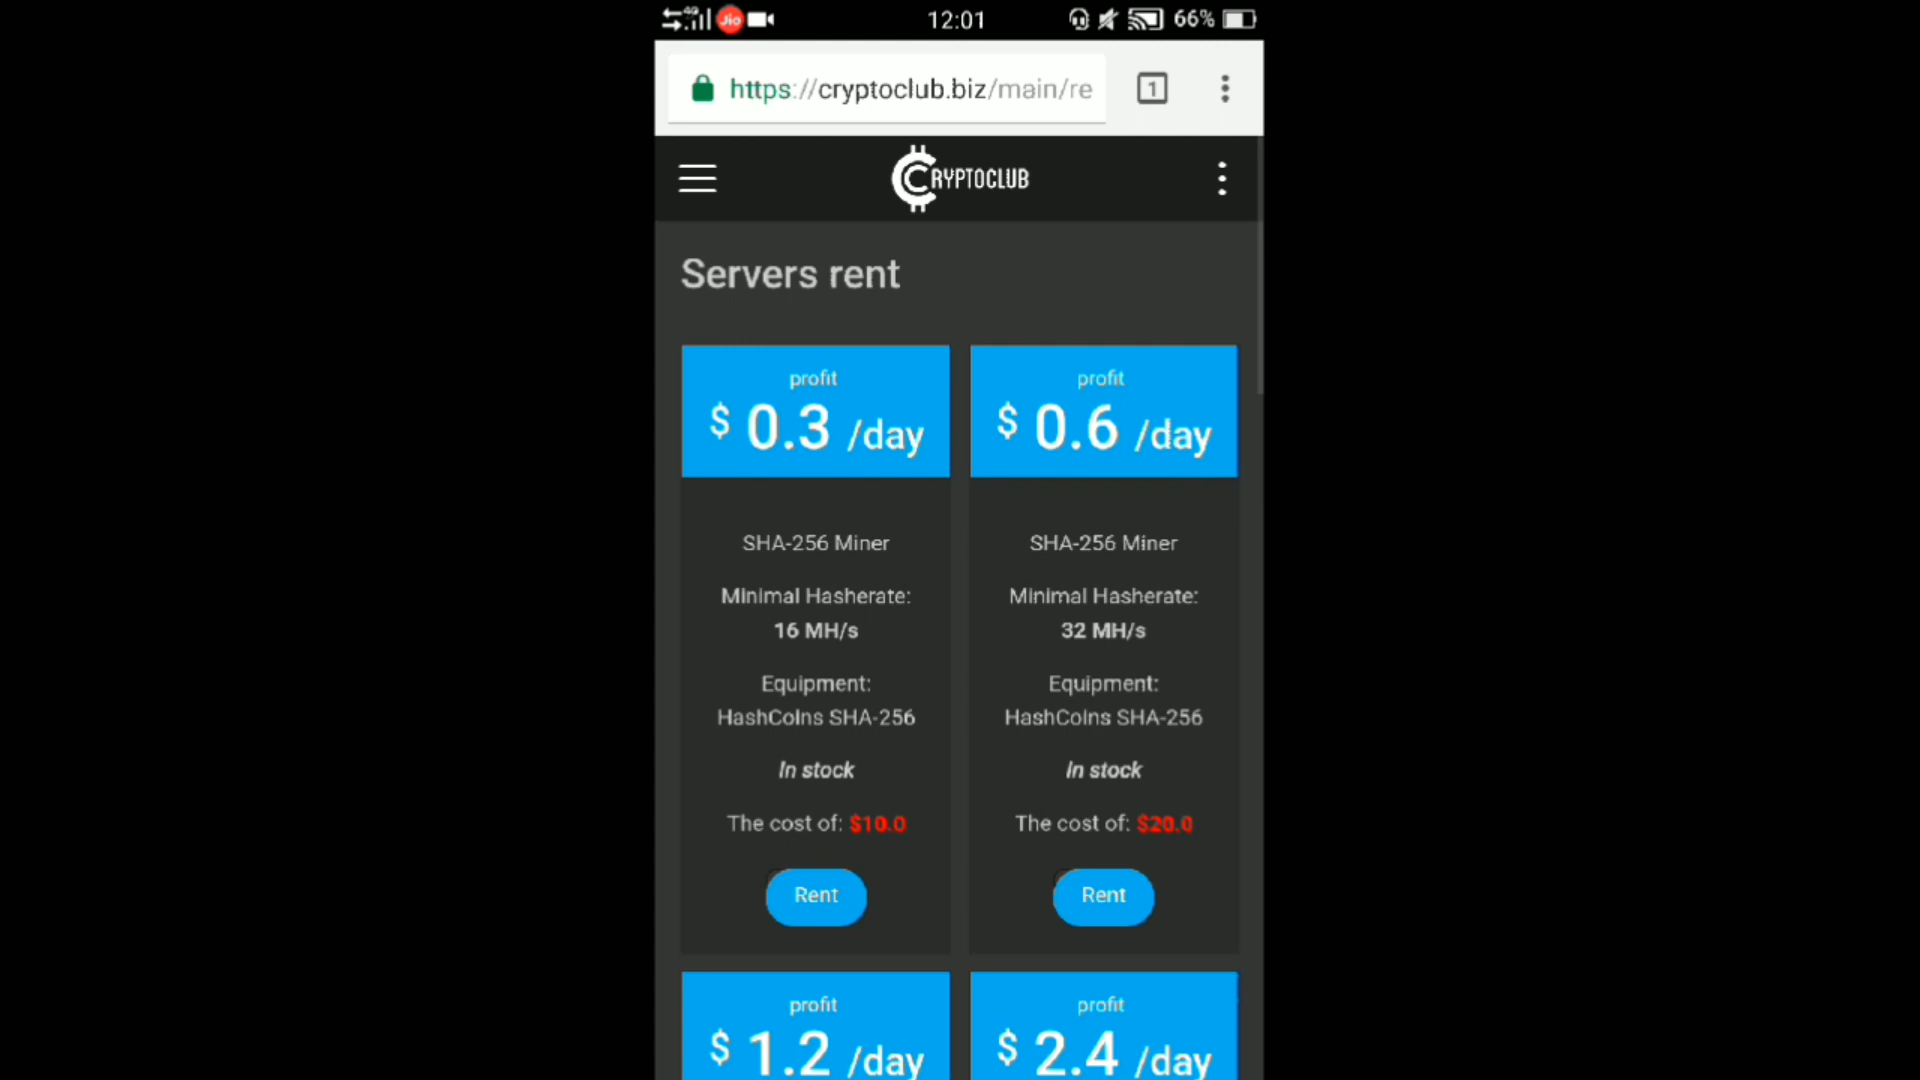 4G Jio 12:01 66%
https://cryptoclub.biz/main/re 1
CRYPTOCLUB
Servers rent
profit
$ 0.3 /day
SHA-256 Miner
Minimal Hasherate:
16 MH/s
Equipment:
HashCoins SHA-256
In stock
The cost of: $10.0
Rent
profit
$ 0.6 /day
SHA-256 Miner
Minimal Hasherate:
32 MH/s
Equipment:
HashCoins SHA-256
In stock
The cost of: $20.0
Rent
profit
$ 1.2 /day
profit
$ 2.4 /day